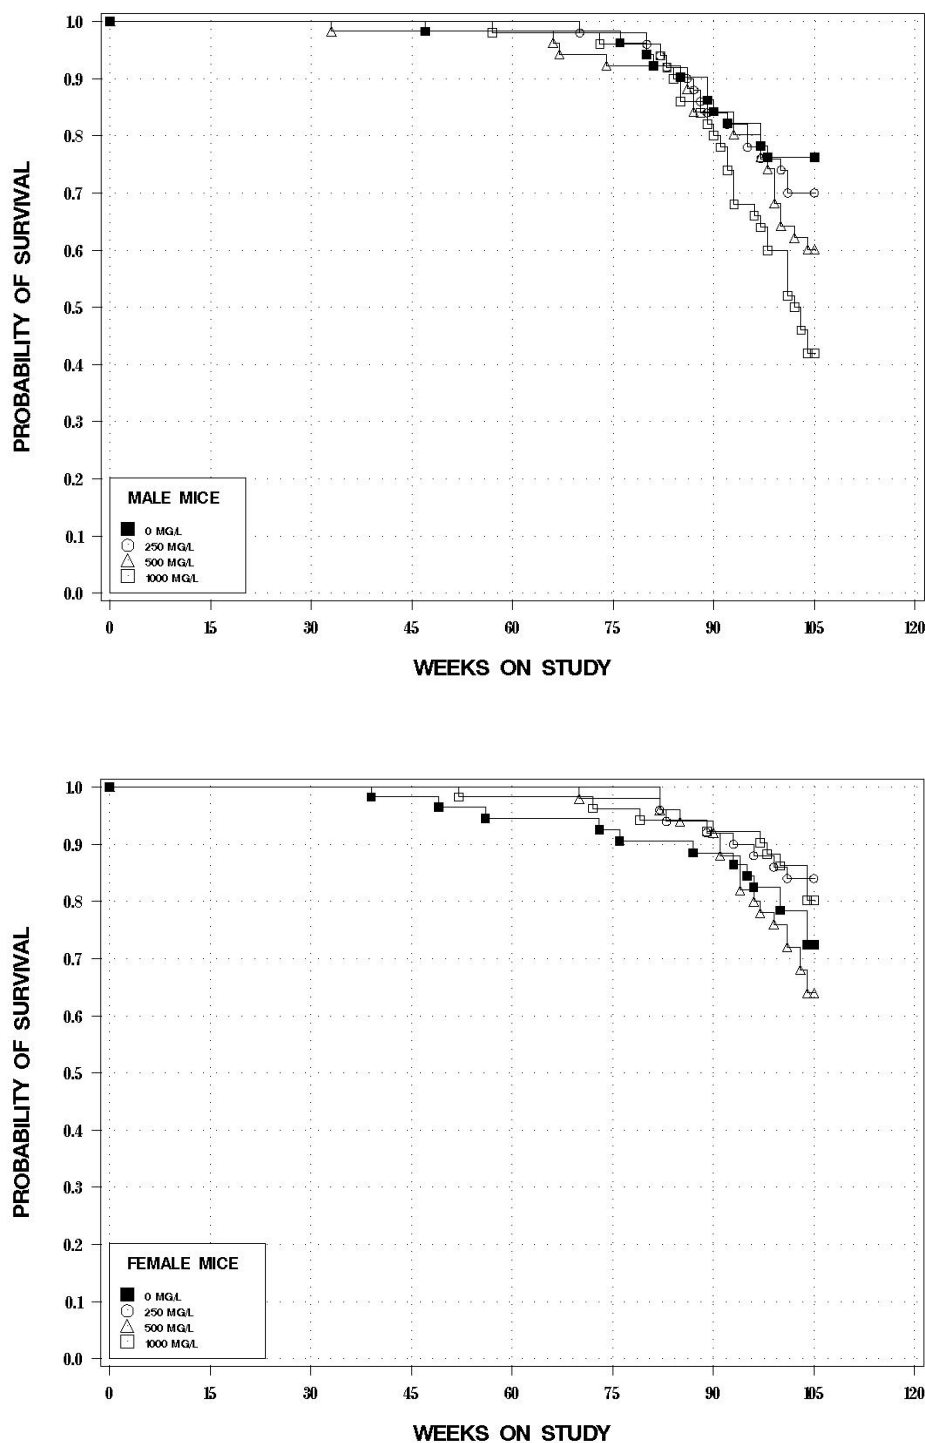 1.0
0.9
0.8
0.7
0.6
0.5
0.4
0.3
0.2
0.1
0.0
PROBABILITY OF SURVIVAL
MALE MICE
0 MG/L
250 MG/L
500 MG/L
1000 MG/L
0 15 30 45 60 75 90 105 120
WEEKS ON STUDY
1.0
0.9
0.8
0.7
0.6
0.5
0.4
0.3
0.2
0.1
0.0
PROBABILITY OF SURVIVAL
FEMALE MICE
0 MG/L
250 MG/L
500 MG/L
1000 MG/L
0 15 30 45 60 75 90 105 120
WEEKS ON STUDY